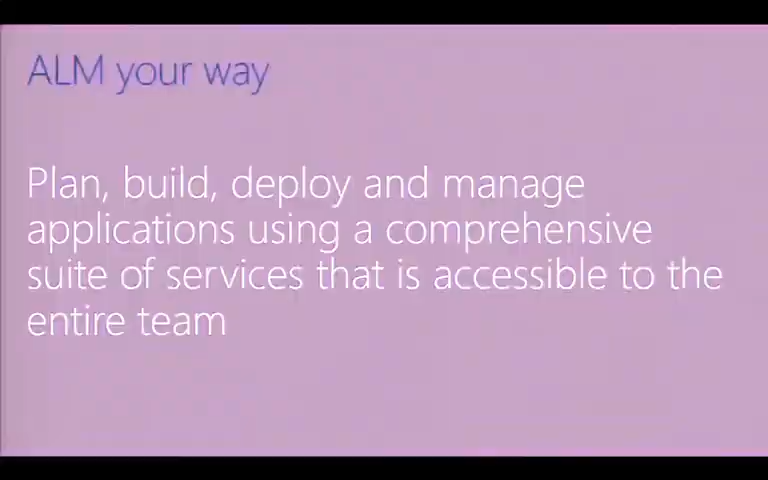 ALM your way
Plan, build, deploy and manage
applications using a comprehensive
suite of services that is accessible to the
entire team